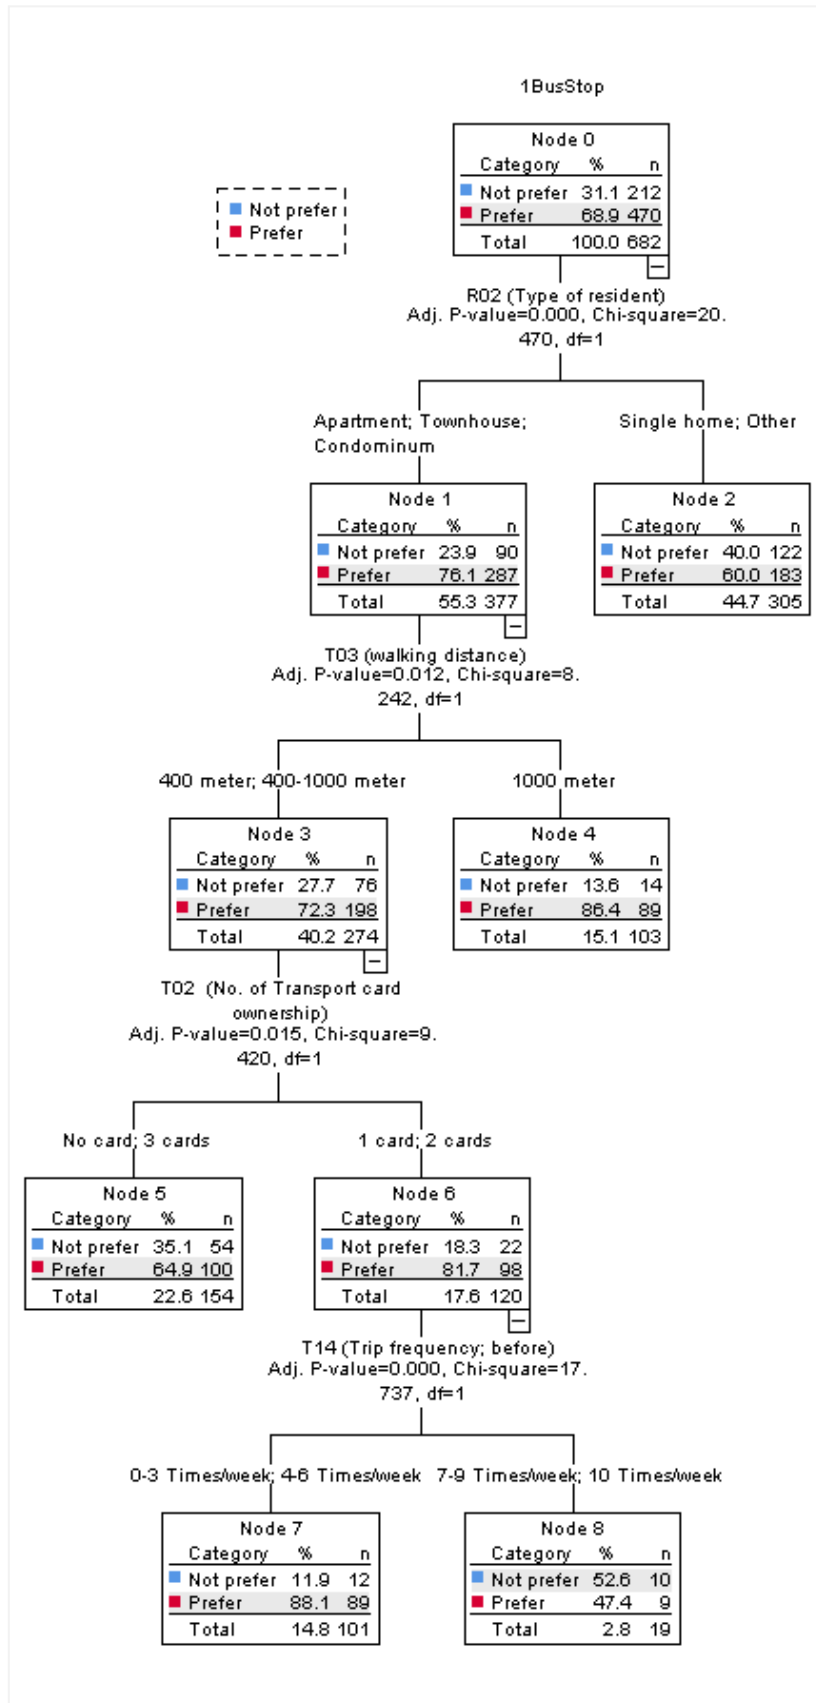 1BusStop
Node 0
Category % n
Not prefer 31.1 212
Prefer 68.9 470
Total 100.0 682
Not prefer
Prefer
R02 (Type of resident)
Adj. P-value=0.000, Chi-square=20.
470, df=1
Apartment; Townhouse;
Condominum
Single home; Other
Node 1
Category % n
Not prefer 23.9 90
Prefer 76.1 287
Total 55.3 377
Node 2
Category % n
Not prefer 40.0 122
Prefer 60.0 183
Total 44.7 305
T03 (walking distance)
Adj. P-value=0.012, Chi-square=8.
242, df=1
400 meter; 400-1000 meter
1000 meter
Node 3
Category % n
Not prefer 27.7 76
Prefer 72.3 198
Total 40.2 274
Node 4
Category % n
Not prefer 13.6 14
Prefer 86.4 89
Total 15.1 103
T02 (No. of Transport card
ownership)
Adj. P-value=0.015, Chi-square=9.
420, df=1
No card; 3 cards
1 card; 2 cards
Node 5
Category % n
Not prefer 35.1 54
Prefer 64.9 100
Total 22.6 154
Node 6
Category % n
Not prefer 18.3 22
Prefer 81.7 98
Total 17.6 120
T14 (Trip frequency; before)
Adj. P-value=0.000, Chi-square=17.
737, df=1
0-3 Times/week; 4-6 Times/week
7-9 Times/week; 10 Times/week
Node 7
Category % n
Not prefer 11.9 12
Prefer 88.1 89
Total 14.8 101
Node 8
Category % n
Not prefer 52.6 10
Prefer 47.4 9
Total 2.8 19